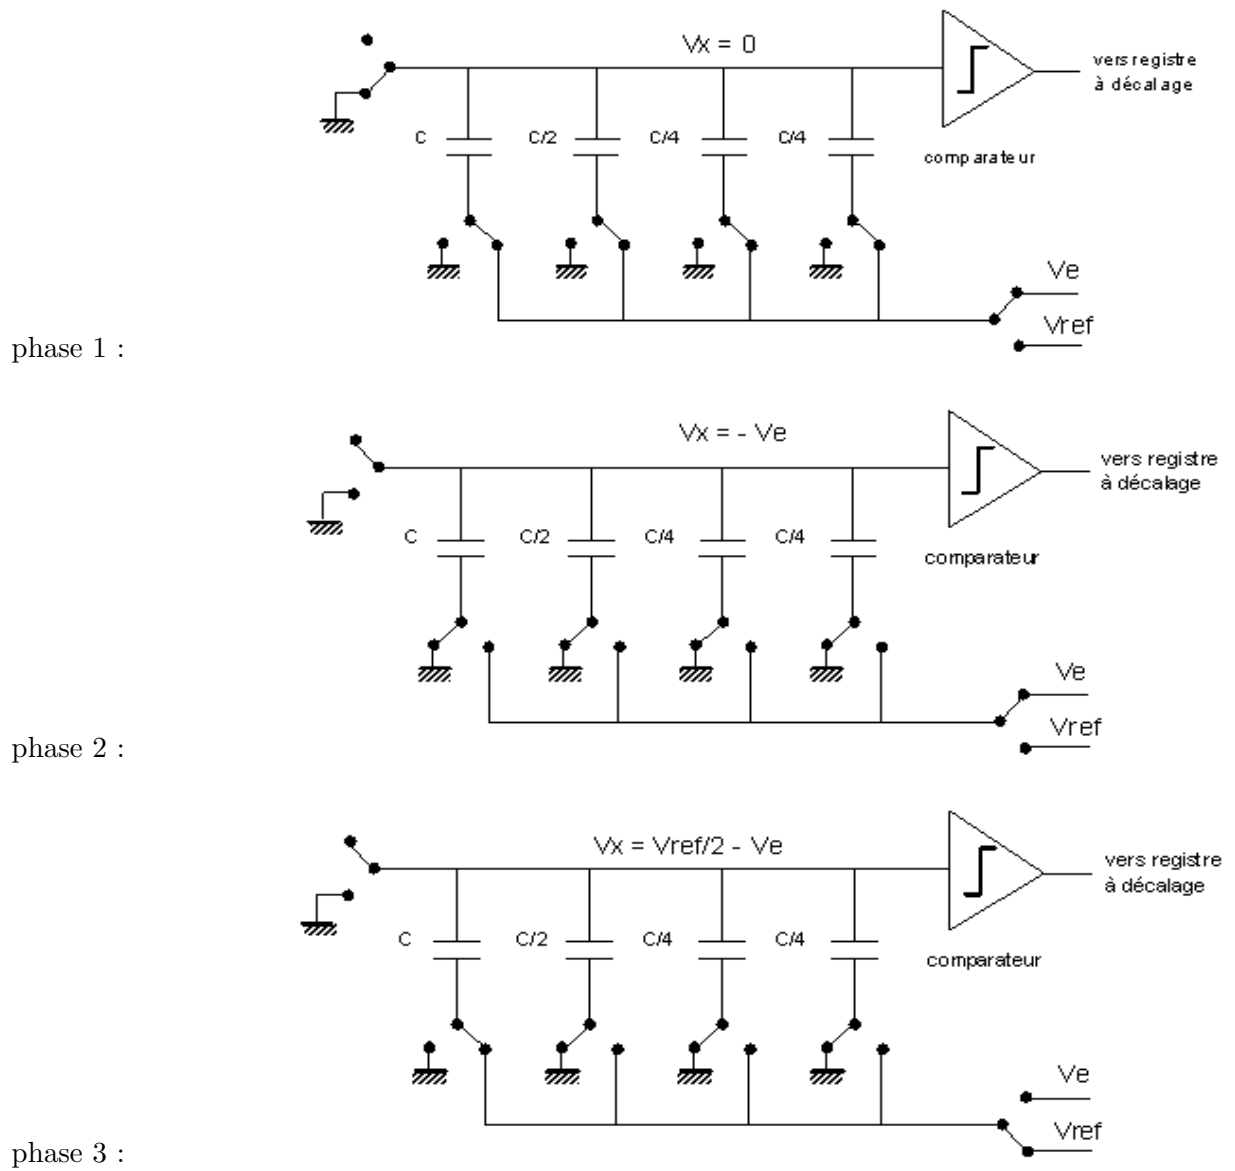 Vx = 0
vers registre
à décalage
C
C/2
C/4
C/4
comparateur
Ve
Vref
phase 1 :
Vx = - Ve
vers registre
à décalage
C
C/2
C/4
C/4
comparateur
Ve
Vref
phase 2 :
Vx = Vref/2 - Ve
vers registre
à décalage
C
C/2
C/4
C/4
comparateur
Ve
Vref
phase 3 :